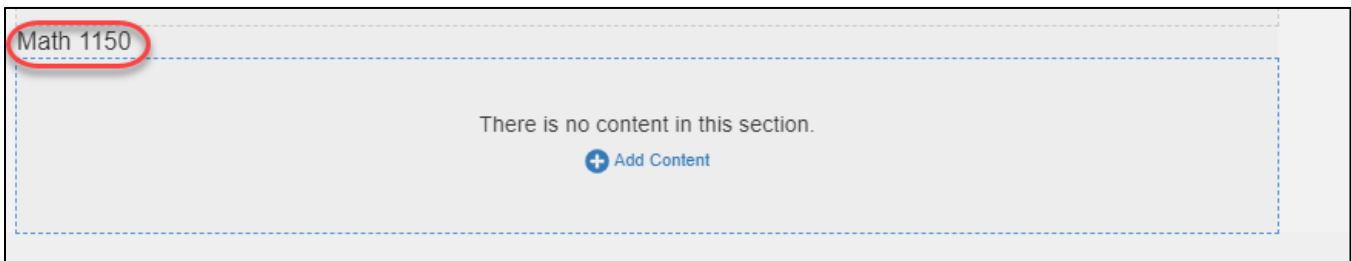 Math 1150
There is no content in this section.
Add Content